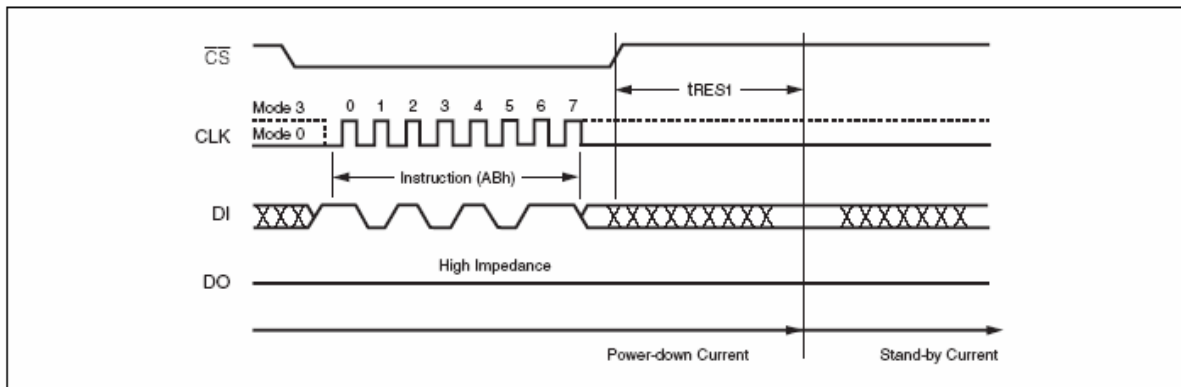 CS
tRES1
Mode 3
0 1 2 3 4 5 6 7
CLK
Mode 0
Instruction (ABh)
DI
High Impedance
DO
Power-down Current
Stand-by Current